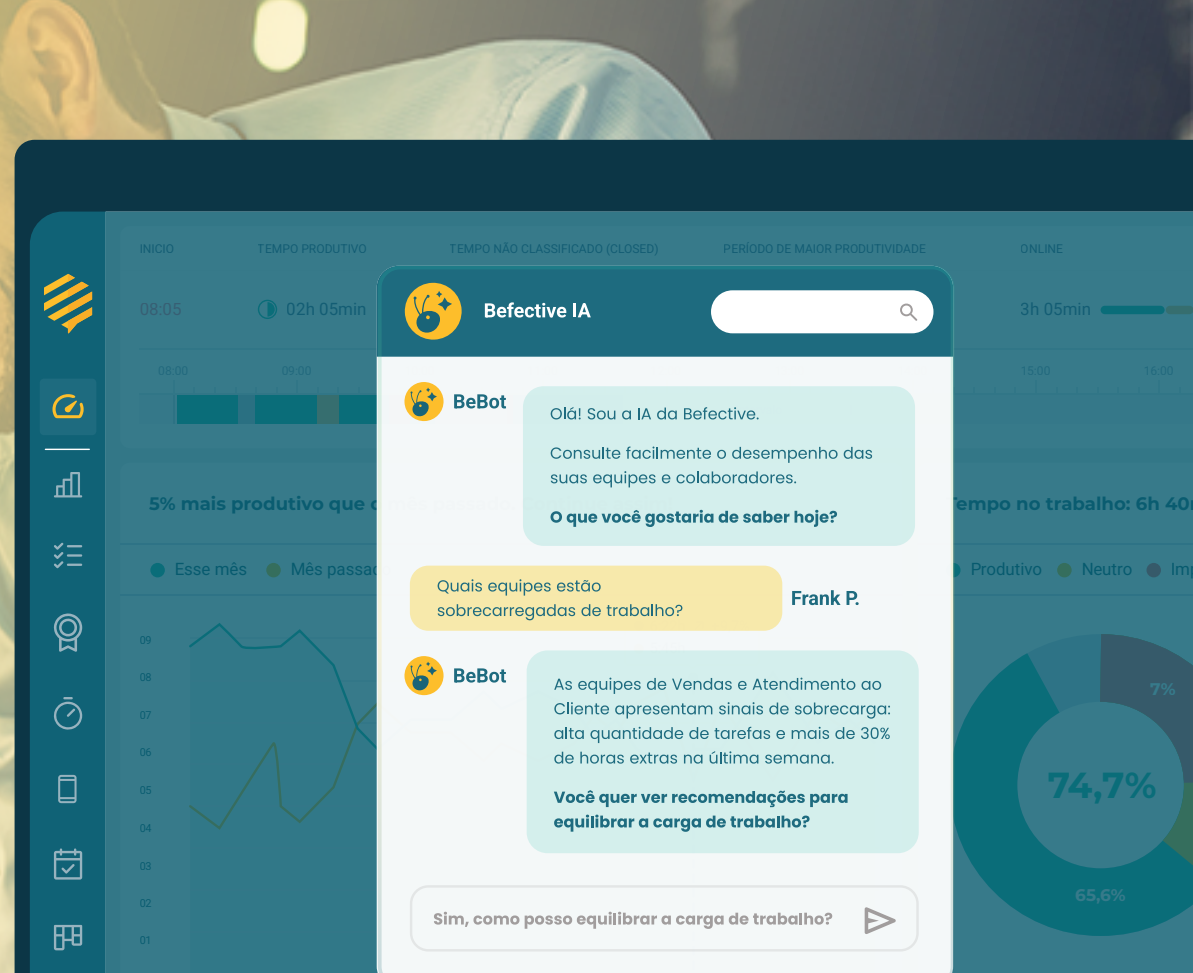 INICIO
TEMPO PRODUTIVO
TEMPO NÃO CLASSIFICADO (CLOSED)
PERÍODO DE MAIOR PRODUTIVIDADE
ONLINE
08:05
02h 05min
3h 05min
08:00
09:00
15:00
16:00
Befective IA
BeBot
Olá! Sou a IA da Befective.
Consulte facilmente o desempenho das
suas equipes e colaboradores.
O que você gostaria de saber hoje?
Quais equipes estão
sobrecarregadas de trabalho?
Frank P.
BeBot
As equipes de Vendas e Atendimento ao
Cliente apresentam sinais de sobrecarga:
alta quantidade de tarefas e mais de 30%
de horas extras na última semana.
Você quer ver recomendações para
equilibrar a carga de trabalho?
Sim, como posso equilibrar a carga de trabalho?
5% mais produtivo que
Esse mês
Mês passad
09
08
07
06
05
04
03
02
01
Tempo no trabalho: 6h 40
Produtivo
Neutro
7%
74,7%
65,6%